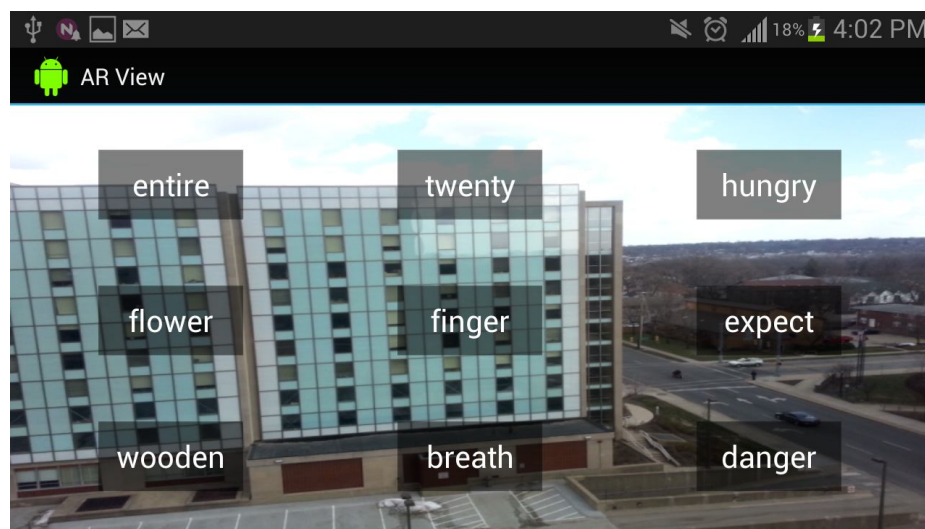 18% 4:02 PM
AR View
entire twenty hungry
flower finger expect
wooden breath danger